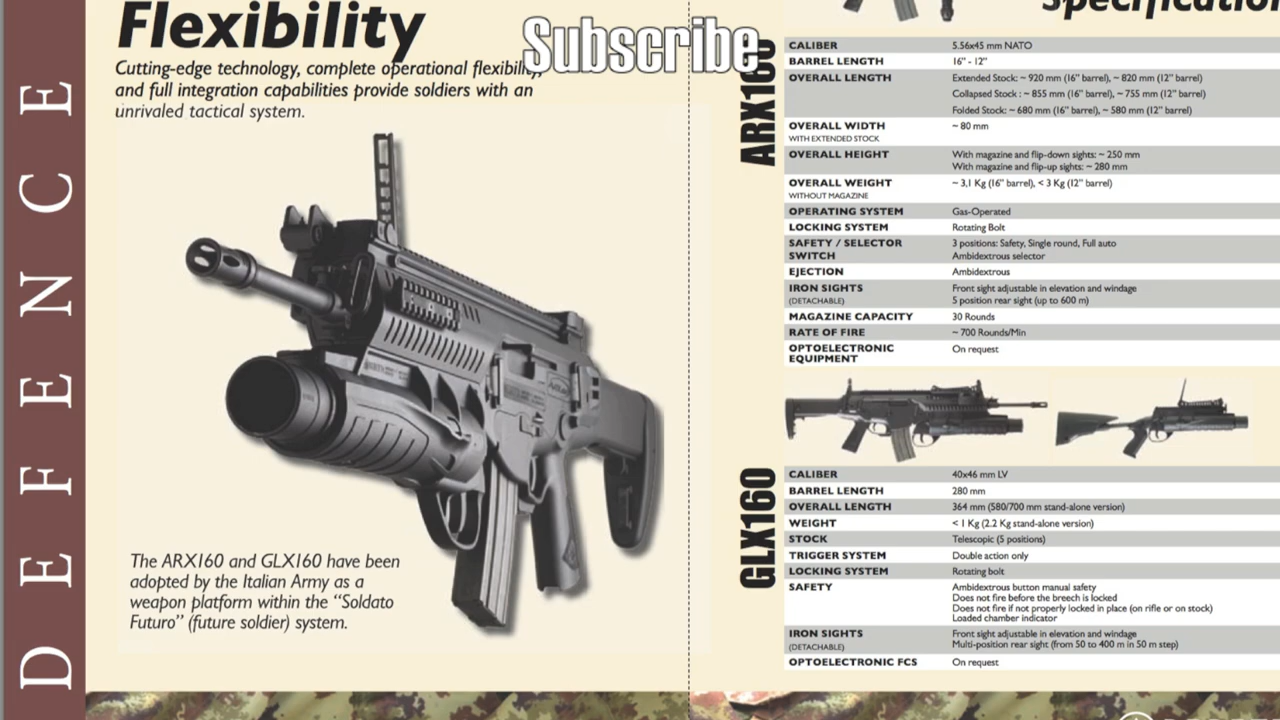 DEFENCE
Flexibility
Subscribe
Cutting-edge technology, complete operational flexibility,
and full integration capabilities provide soldiers with an
unrivaled tactical system.
The ARX160 and GLX160 have been
adopted by the Italian Army as a
weapon platform within the “Soldato
Futuro” (future soldier) system.
Specification
ARX160
CALIBER 5.56x45 mm NATO
BARREL LENGTH 16” - 12”
OVERALL LENGTH Extended Stock: ~ 920 mm (16” barrel), ~ 820 mm (12” barrel)
Collapsed Stock : ~ 855 mm (16” barrel), ~ 755 mm (12” barrel)
Folded Stock: ~ 680 mm (16” barrel), ~ 580 mm (12” barrel)
OVERALL WIDTH ~ 80 mm
WITH EXTENDED STOCK
OVERALL HEIGHT With magazine and flip-down sights: ~ 250 mm
With magazine and flip-up sights: ~ 280 mm
OVERALL WEIGHT ~ 3,1 Kg (16” barrel), < 3 Kg (12” barrel)
WITHOUT MAGAZINE
OPERATING SYSTEM Gas-Operated
LOCKING SYSTEM Rotating Bolt
SAFETY / SELECTOR 3 positions: Safety, Single round, Full auto
SWITCH Ambidextrous selector
EJECTION Ambidextrous
IRON SIGHTS Front sight adjustable in elevation and windage
(DETACHABLE) 5 position rear sight (up to 600 m)
MAGAZINE CAPACITY 30 Rounds
RATE OF FIRE ~ 700 Rounds/Min
OPTOELECTRONIC On request
EQUIPMENT
GLX160
CALIBER 40x46 mm LV
BARREL LENGTH 280 mm
OVERALL LENGTH 364 mm (580/700 mm stand-alone version)
WEIGHT < 1 Kg (2.2 Kg stand-alone version)
STOCK Telescopic (5 positions)
TRIGGER SYSTEM Double action only
LOCKING SYSTEM Rotating bolt
SAFETY Ambidextrous button manual safety
Does not fire before the breech is locked
Does not fire if not properly locked in place (on rifle or on stock)
Loaded chamber indicator
IRON SIGHTS Front sight adjustable in elevation and windage
(DETACHABLE) Multi-position rear sight (from 50 to 400 m in 50 m step)
OPTOELECTRONIC FCS On request